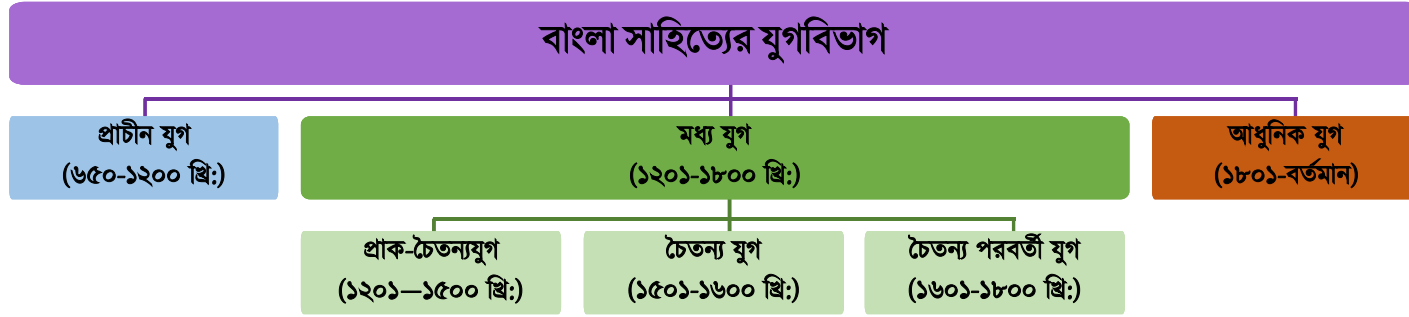 বাংলা সাহিত্যের যুগবিভাগ
প্রাচীন যুগ
(৬৫০-১২০০ খ্রি:)
মধ্য যুগ
(১২০১-১৮০০ খ্রি:)
আধুনিক যুগ
(১৮০১-বর্তমান)
প্রাক-চৈতন্যযুগ
(১২০১—১৫০০ খ্রি:)
চৈতন্য যুগ
(১৫০১-১৬০০ খ্রি:)
চৈতন্য পরবর্তী যুগ
(১৬০১-১৮০০ খ্রি:)